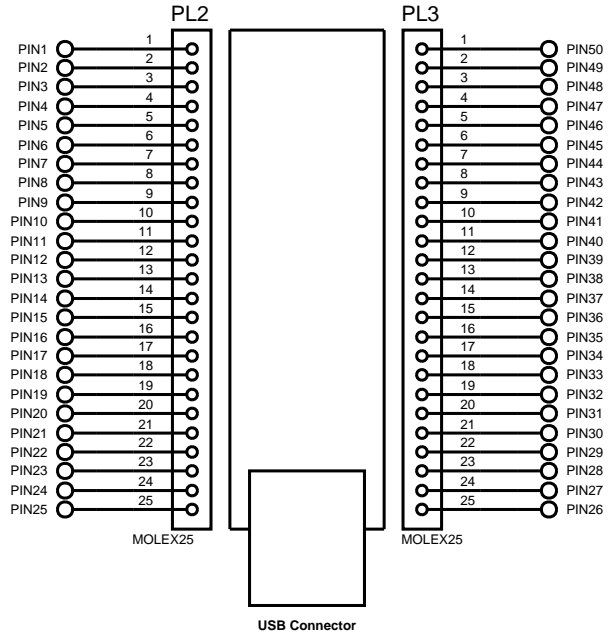 PL2 PL3
PIN1 1 1 PIN50
PIN2 2 2 PIN49
PIN3 3 3 PIN48
PIN4 4 4 PIN47
PIN5 5 5 PIN46
PIN6 6 6 PIN45
PIN7 7 7 PIN44
PIN8 8 8 PIN43
PIN9 9 9 PIN42
PIN10 10 10 PIN41
PIN11 11 11 PIN40
PIN12 12 12 PIN39
PIN13 13 13 PIN38
PIN14 14 14 PIN37
PIN15 15 15 PIN36
PIN16 16 16 PIN35
PIN17 17 17 PIN34
PIN18 18 18 PIN33
PIN19 19 19 PIN32
PIN20 20 20 PIN31
PIN21 21 21 PIN30
PIN22 22 22 PIN29
PIN23 23 23 PIN28
PIN24 24 24 PIN27
PIN25 25 25 PIN26
MOLEX25 MOLEX25
USB Connector